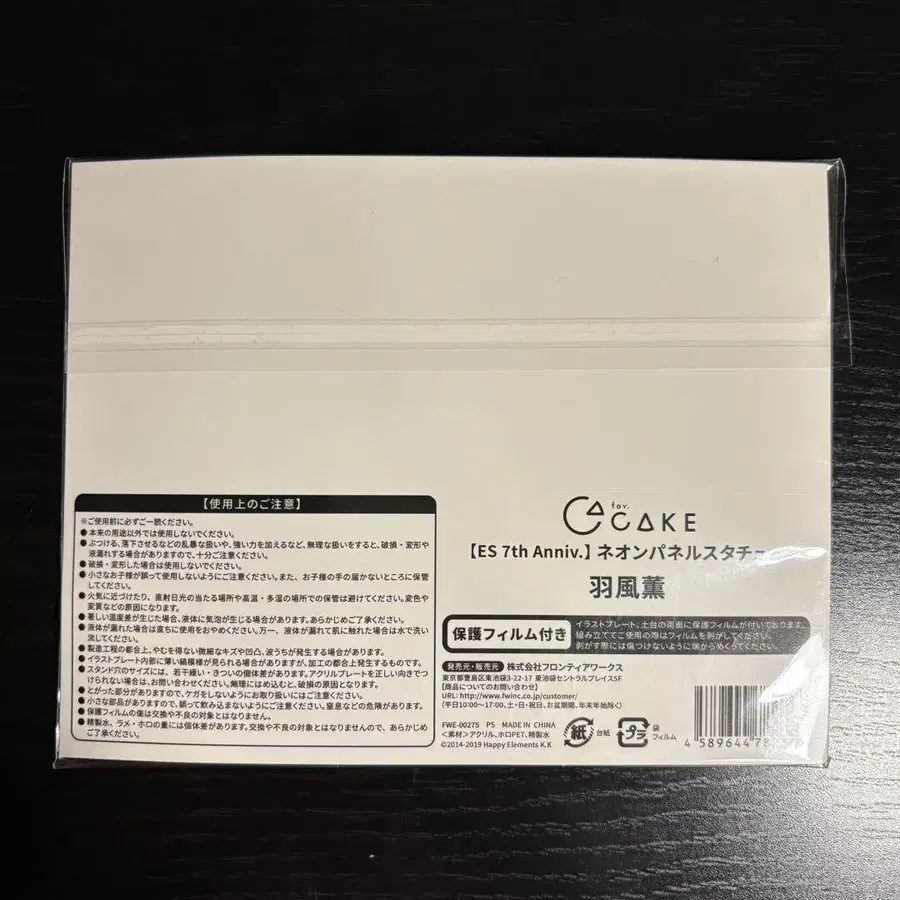 【使用上のご注意】
※ご使用前に必ずご一読ください。
●本来の用途以外では使用しないでください。
●ぶつける、落下させるなどの乱暴な扱いや、強い力を加えるなど、無理な扱いをすると、破損・変形や
液漏れする場合がありますので、十分ご注意ください。
●破損・変形した場合は使用しないでください。
●小さなお子様が誤って使用しないようにご注意ください。また、お子様の手の届かないところに保管
してください。
●火気に近づけたり、直射日光の当たる場所や高温・多湿の場所での保管は避けてください。変色や
変質などの原因になります。
●著しい温度差が生じた場合、液体に気泡が生じる場合があります。あらかじめご了承ください。
●液体が漏れた場合は直ちに使用をおやめください。万一、液体が漏れて肌に触れた場合は水で洗い
流してください。
●製造工程の都合上、やむを得ない微細なキズや凹凸、波うちが発生する場合があります。
●イラストプレート内部に薄い縞模様が見られる場合がありますが、加工の都合上発生するものです。
●スタンド穴のサイズには、若干緩い・きついの個体差があります。アクリルプレートを正しい向きでつ
けられない場合は、お問い合わせください。無理にはめ込むと、破損の原因となります。
●とがった部分がありますので、ケガをしないようにお取り扱いにはご注意ください。
●小さな部品がありますので、誤って飲み込まないようにご注意ください。窒息などの危険があります。
●保護フィルムの傷は交換や不良の対象とはなりません。
●精製水、ラメ・ホロの量には個体差があります。交換や不良の対象とはなりませんので、あらかじめ
ご了承ください。
fav.
CAKE
【ES 7th Anniv.】ネオンパネルスタチュー
羽風薫
保護フィルム付き
イラストプレート、土台の両面に保護フィルムが付いております。
組み立ててご使用の際はフィルムを剥がしてください。
剥がす際には傷つけないように端からめくってください。
発売元・販売元 株式会社フロンティアワークス
東京都豊島区東池袋3-22-17 東池袋セントラルプレイス5F
【商品についてのお問い合わせ】
URL: http://www.fwinc.co.jp/customer/
(平日10:00～17:00、土・日・祝日、お盆期間、年末年始除く)
FWE-00275 PS MADE IN CHINA
＜素材＞アクリル、ホロPET、精製水
©2014-2019 Happy Elements K.K
紙 台紙
プラ 袋 フィルム
4 589644 78